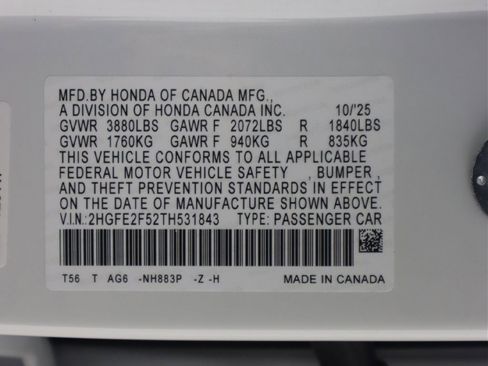 MFD.BY HONDA OF CANADA MFG.,
A DIVISION OF HONDA CANADA INC. 10/'25
GVWR 3880LBS GAWR F 2072LBS R 1840LBS
GVWR 1760KG GAWR F 940KG R 835KG
THIS VEHICLE CONFORMS TO ALL APPLICABLE
FEDERAL MOTOR VEHICLE SAFETY , BUMPER ,
AND THEFT PREVENTION STANDARDS IN EFFECT
ON THE DATE OF MANUFACTURE SHOWN ABOVE.
V.I.N.:2HGFE2F52TH531843 TYPE: PASSENGER CAR
T56 T AG6 -NH883P -Z -H MADE IN CANADA